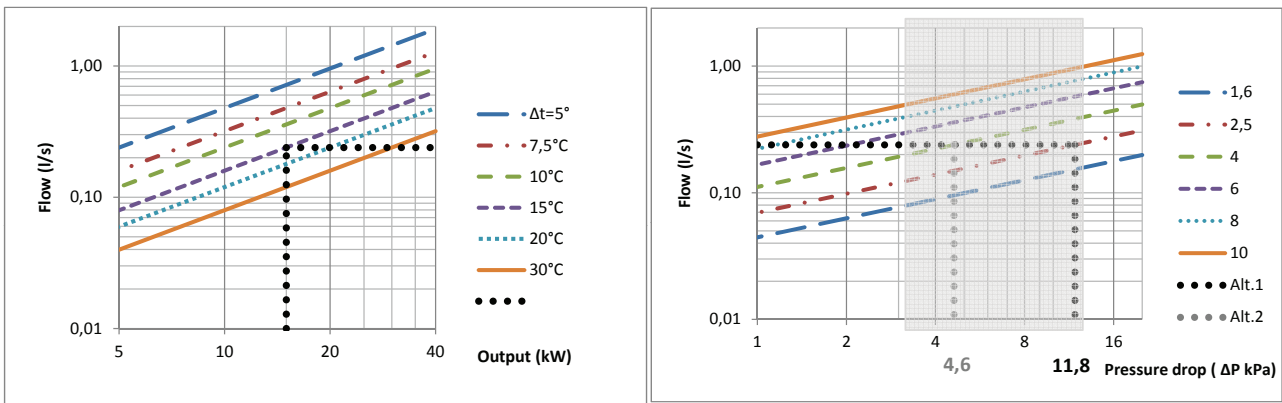 Flow (l/s)
1,00
0,10
0,01
5
10
20
40
Output (kW)
Δt=5°
7,5°C
10°C
15°C
20°C
30°C
Flow (l/s)
1,00
0,10
0,01
1
2
4
8
16
4,6
11,8
Pressure drop ( ΔP kPa)
1,6
2,5
4
6
8
10
Alt.1
Alt.2